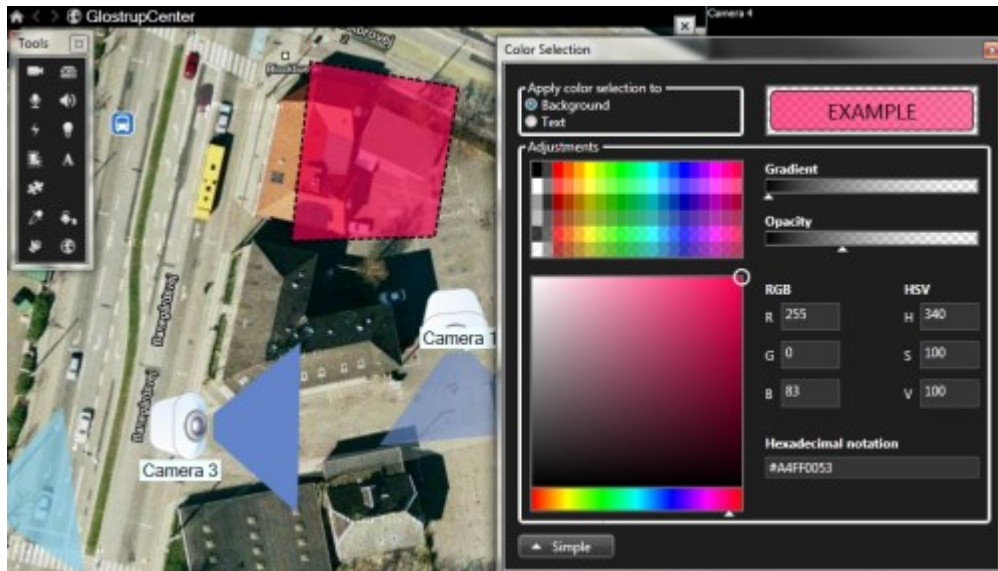 GlostrupCenter
Camera 4
Tools
Color Selection
Apply color selection to
Background
Text
EXAMPLE
Adjustments
Gradient
Opacity
RGB
HSV
R 255
H 340
G 0
S 100
B 83
V 100
Hexadecimal notation
#A4FF0053
Simple
A
2
Camera 1
Camera 3